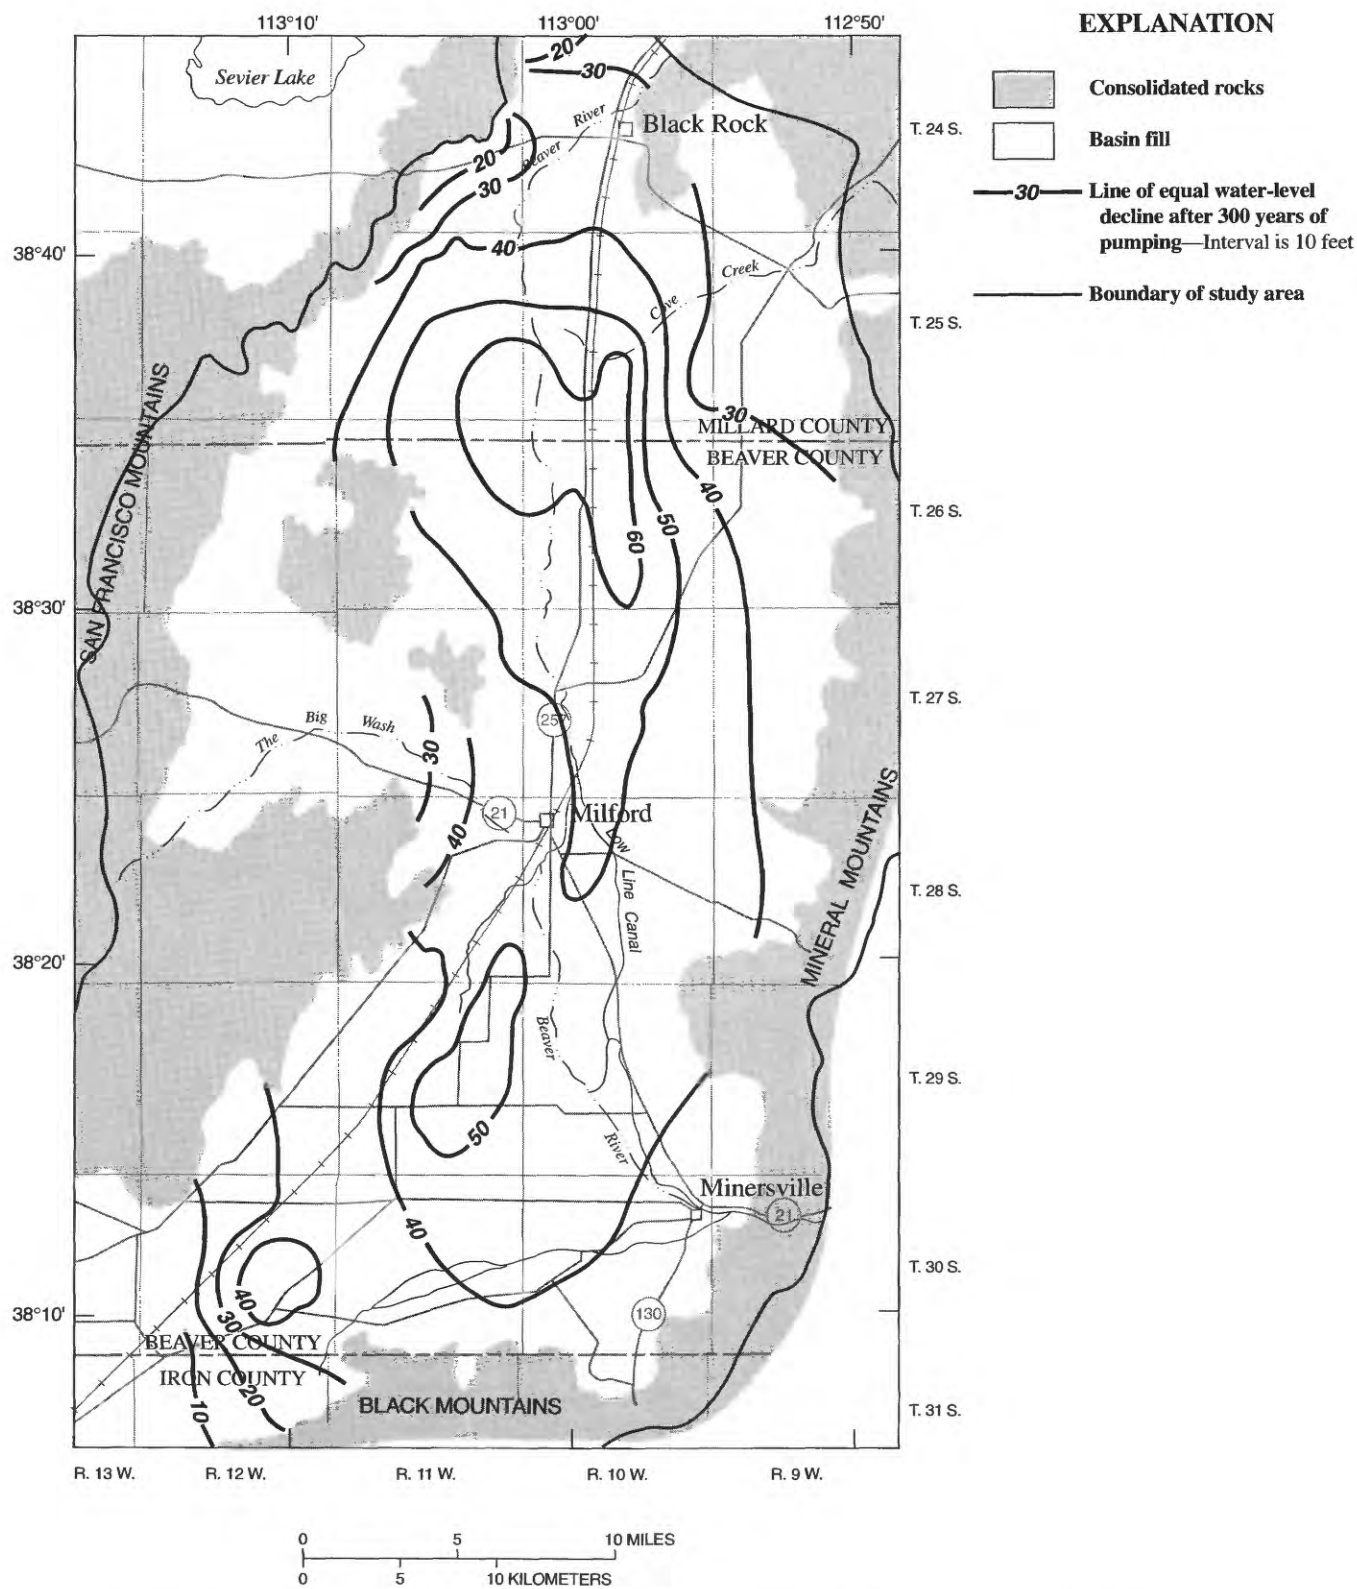 113°10'
113°00'
112°50'
EXPLANATION
Consolidated rocks
Basin fill
30
Line of equal water-level
decline after 300 years of
pumping—Interval is 10 feet
Boundary of study area
Sevier Lake
20
30
River
Beaver
Black Rock
T. 24 S.
20
30
38°40'
40
Cove
Creek
T. 25 S.
30
MILLARD COUNTY
BEAVER COUNTY
SAN FRANCISCO MOUNTAINS
40
50
60
T. 26 S.
38°30'
T. 27 S.
The
Big
Wash
30
257
21
Milford
40
Low
Line Canal
MINERAL MOUNTAINS
T. 28 S.
38°20'
Beaver
T. 29 S.
50
River
Minersville
21
40
T. 30 S.
38°10'
40
30
130
BEAVER COUNTY
IRON COUNTY
20
10
BLACK MOUNTAINS
T. 31 S.
R. 13 W.
R. 12 W.
R. 11 W.
R. 10 W.
R. 9 W.
0
5
10 MILES
0
5
10 KILOMETERS